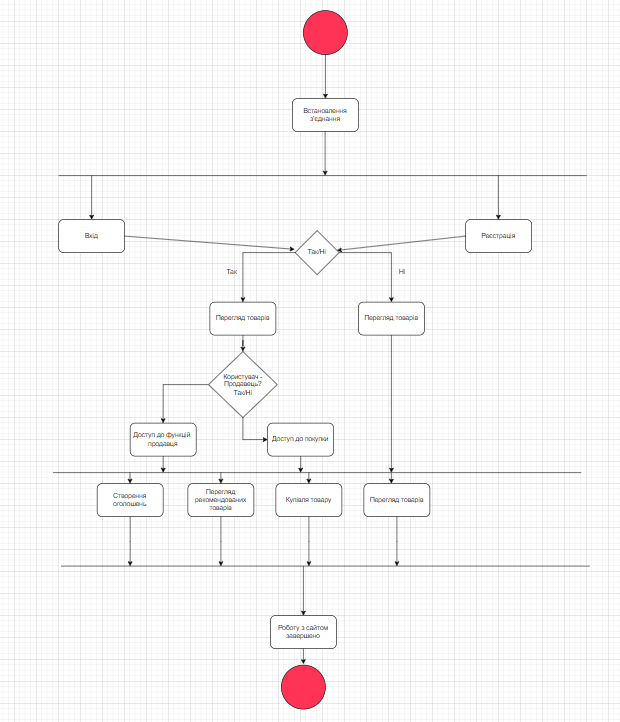 Встановлення
з'єднання
Вхід
Реєстрація
Так/Ні
Так
Ні
Перегляд товарів
Перегляд товарів
Користувач -
Продавець?
Так/Ні
Доступ до функцій
продавця
Доступ до покупки
Створення
оголошень
Перегляд
рекомендованих
товарів
Купівля товару
Перегляд товарів
Роботу з сайтом
завершено